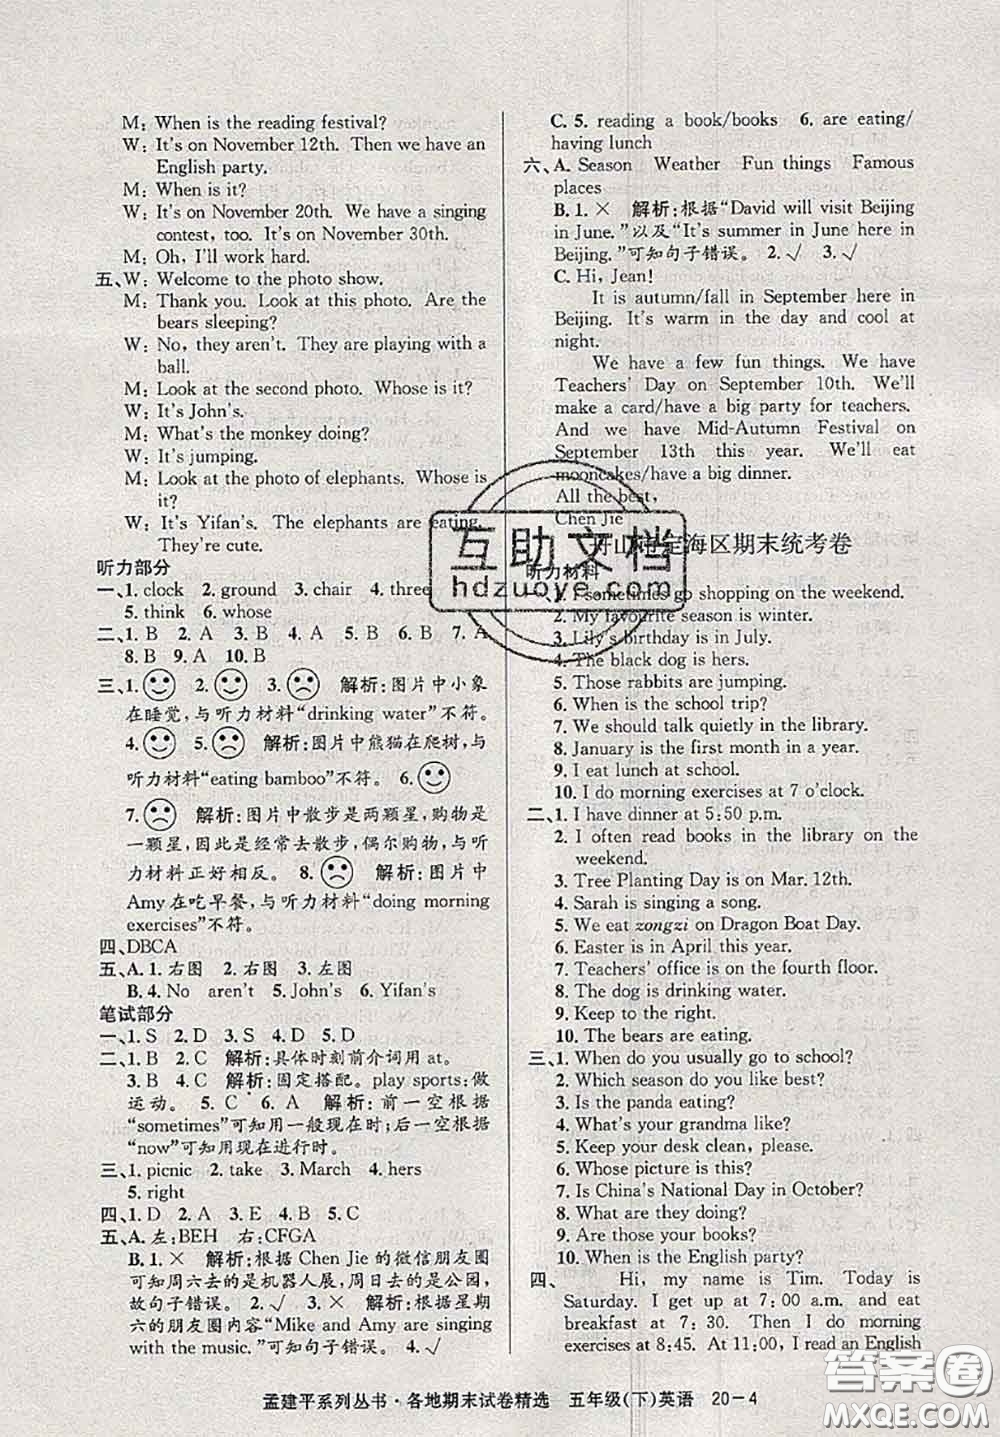 M: When is the reading festival?
W: It's on November 12th. Then we have an
English party.
M: When is it?
W: It's on November 20th. We have a singing
contest, too. It's on November 30th.
M: Oh, I'll work hard.
五、W: Welcome to the photo show.
M: Thank you. Look at this photo. Are the
bears sleeping?
W: No, they aren't. They are playing with a
ball.
M: Look at the second photo. Whose is it?
W: It's John's.
M: What's the monkey doing?
W: It's jumping.
M: Look at the photo of elephants. Whose is
it?
W: It's Yifan's. The elephants are eating.
They're cute.
听力部分
一、1. clock 2. ground 3. chair 4. three
5. think 6. whose
二、1. B 2. A 3. B 4. A 5. B 6. B 7. A
8. B 9. A 10. B
三、1. 2. 3. 解析:图片中小象
在睡觉,与听力材料“drinking water”不符。
4. 5. 解析:图片中熊猫在爬树,与
听力材料“eating bamboo”不符。 6.
7. 解析:图片中散步是两颗星,购物是
一颗星,因此是经常去散步,偶尔购物,与听
力材料正好相反。 8. 解析:图片中
Amy在吃早餐,与听力材料“doing morning
exercises”不符。
四、DBCA
五、A. 1. 右图 2. 右图 3. 左图
B. 4. No aren't 5. John's 6. Yifan's
笔试部分
一、1. S 2. D 3. S 4. D 5. D
二、1. B 2. C 解析:具体时刻前介词用 at。
3. B 4. C 解析:固定搭配。play sports:做
运动。 5. C 6. A 解析:前一空根据
“sometimes”可知用一般现在时;后一空根据
“now”可知用现在进行时。
三、1. picnic 2. take 3. March 4. hers
5. right
四、1. D 2. A 3. E 4. B 5. C
五、A. 左:BEH 右:CFGA
B. 1. × 解析:根据 Chen Jie 的微信朋友圈
可知周六去的是机器人展,周日去的是公园,
故句子错误。 2. √ 3. × 解析:根据星期
六的朋友圈内容“Mike and Amy are singing
with the music.”可知句子错误。 4. √
C. 5. reading a book/books 6. are eating/
having lunch
六、A. Season Weather Fun things Famous
places
B. 1. × 解析:根据“David will visit Beijing
in June.”以及“It's summer in June here in
Beijing.”可知句子错误。 2. √ 3. √
C. Hi, Jean!
It is autumn/fall in September here in
Beijing. It's warm in the day and cool at
night.
We have a few fun things. We have
Teachers' Day on September 10th. We'll
make a card/have a big party for teachers.
And we have Mid-Autumn Festival on
September 13th this year. We'll eat
mooncakes/have a big dinner.
All the best,
Chen Jie
定海区期末统考卷
听力材料
一、1. I sometimes go shopping on the weekend.
2. My favourite season is winter.
3. Lily's birthday is in July.
4. The black dog is hers.
5. Those rabbits are jumping.
6. When is the school trip?
7. We should talk quietly in the library.
8. January is the first month in a year.
9. I eat lunch at school.
10. I do morning exercises at 7 o'clock.
二、1. I have dinner at 5:50 p.m.
2. I often read books in the library on the
weekend.
3. Tree Planting Day is on Mar. 12th.
4. Sarah is singing a song.
5. We eat zongzi on Dragon Boat Day.
6. Easter is in April this year.
7. Teachers' office is on the fourth floor.
8. The dog is drinking water.
9. Keep to the right.
10. The bears are eating.
三、1. When do you usually go to school?
2. Which season do you like best?
3. Is the panda eating?
4. What's your grandma like?
5. Keep your desk clean, please.
6. Whose picture is this?
7. Is China's National Day in October?
8. What are they doing?
9. Are those your books?
10. When is the English party?
四、 Hi, my name is Tim. Today is
Saturday. I get up at 7:00 a.m. and eat
breakfast at 7:30. Then I do morning
exercises at 8:45. At 11:00, I read an English
孟建平系列丛书·各地期末试卷精选 五年级(下)英语 20-4
互助文档
hdzuoye.com
答案圈
MXQE.COM